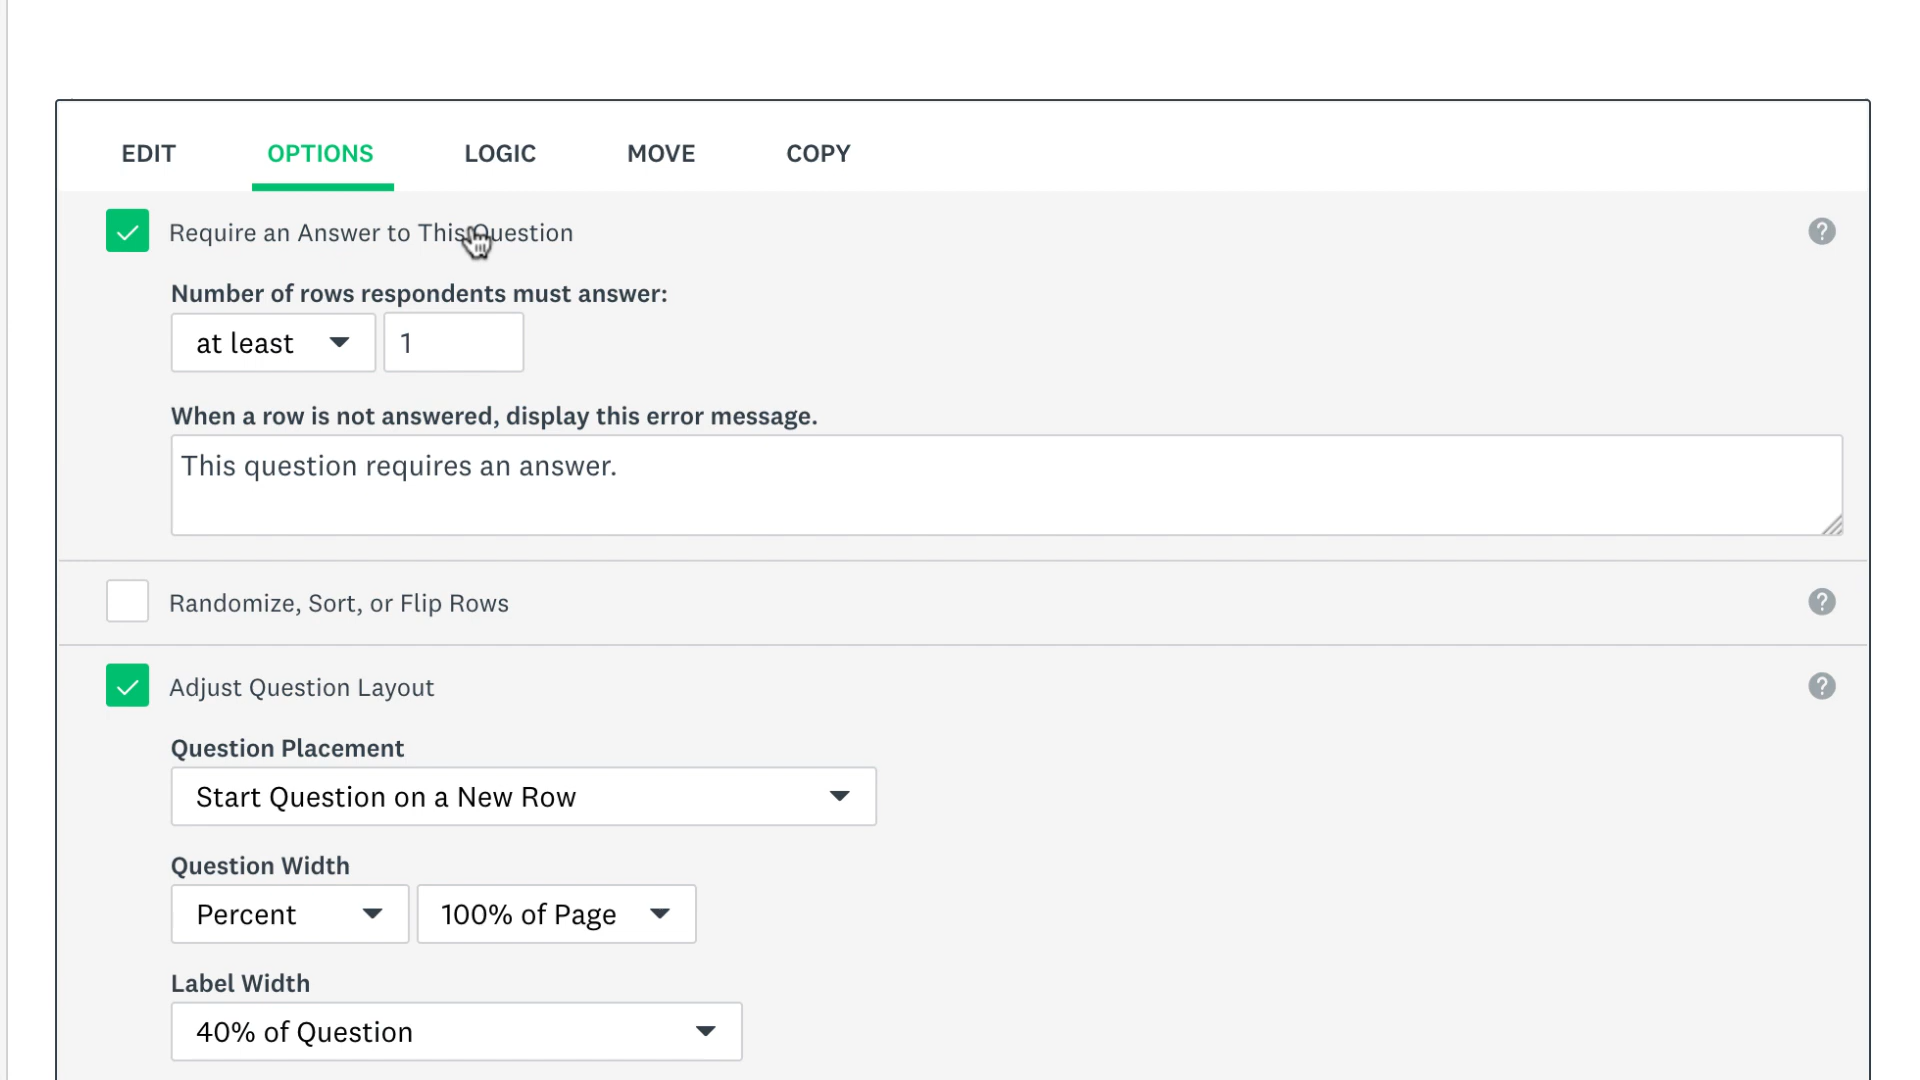 EDIT OPTIONS LOGIC MOVE COPY
Require an Answer to This Question ?
Number of rows respondents must answer:
at least 1
When a row is not answered, display this error message.
This question requires an answer.
Randomize, Sort, or Flip Rows ?
Adjust Question Layout ?
Question Placement
Start Question on a New Row
Question Width
Percent 100% of Page
Label Width
40% of Question